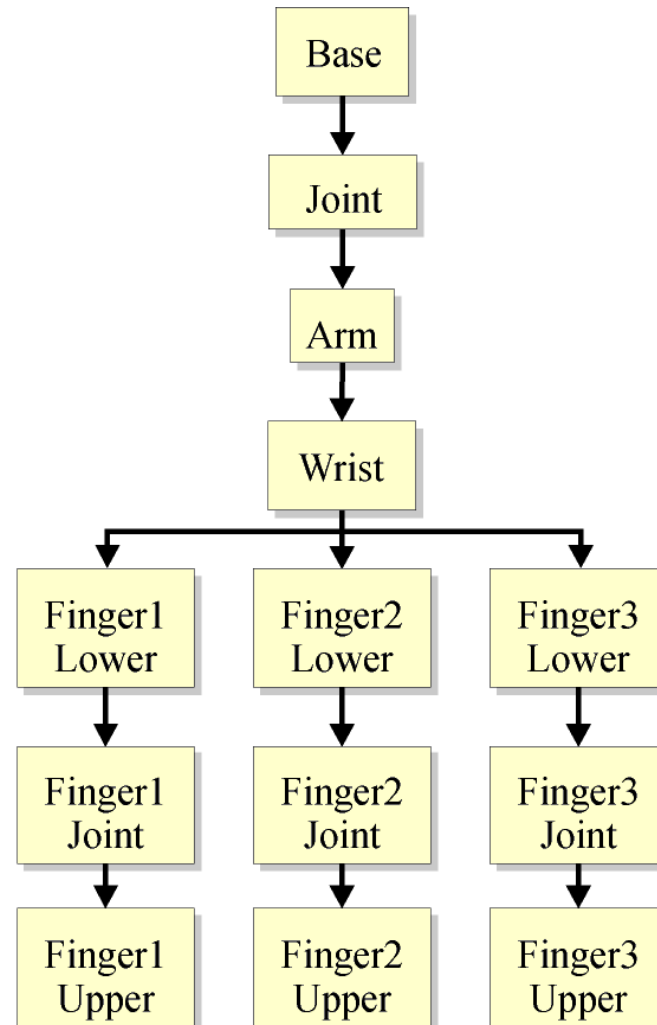 Base
Joint
Arm
Wrist
Finger1
Lower
Finger2
Lower
Finger3
Lower
Finger1
Joint
Finger2
Joint
Finger3
Joint
Finger1
Upper
Finger2
Upper
Finger3
Upper